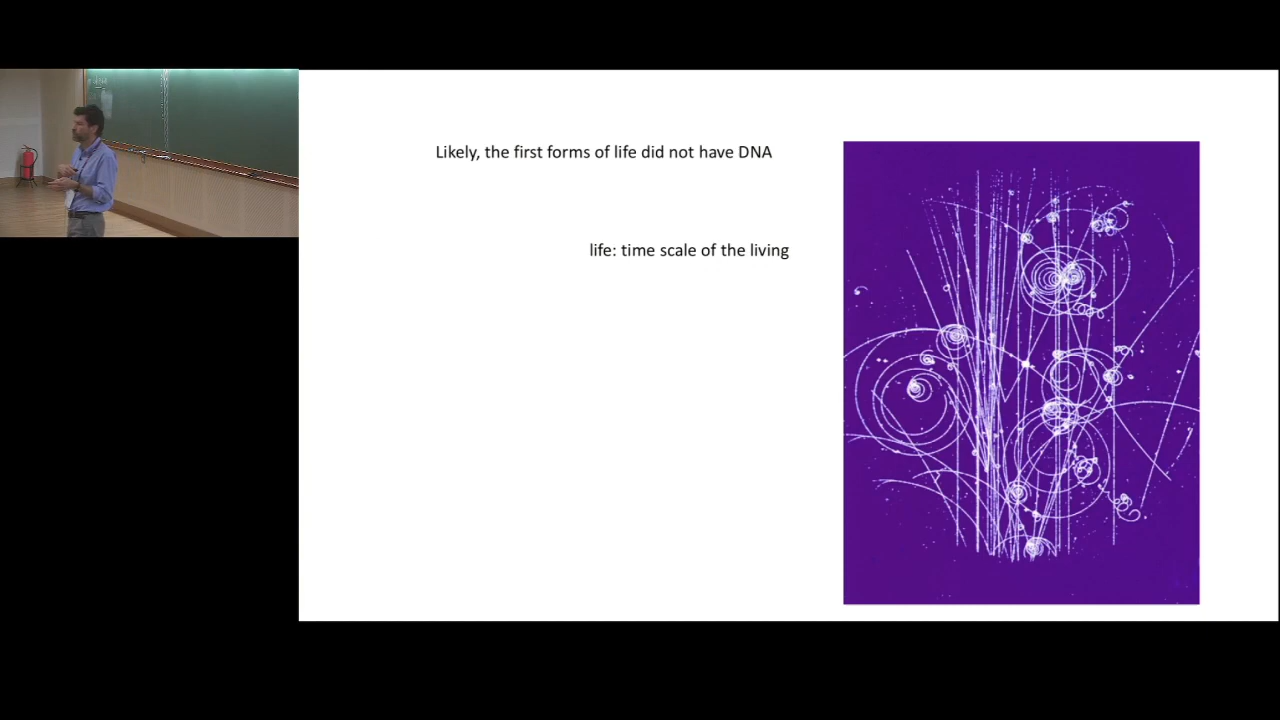 Likely, the first forms of life did not have DNA
life: time scale of the living